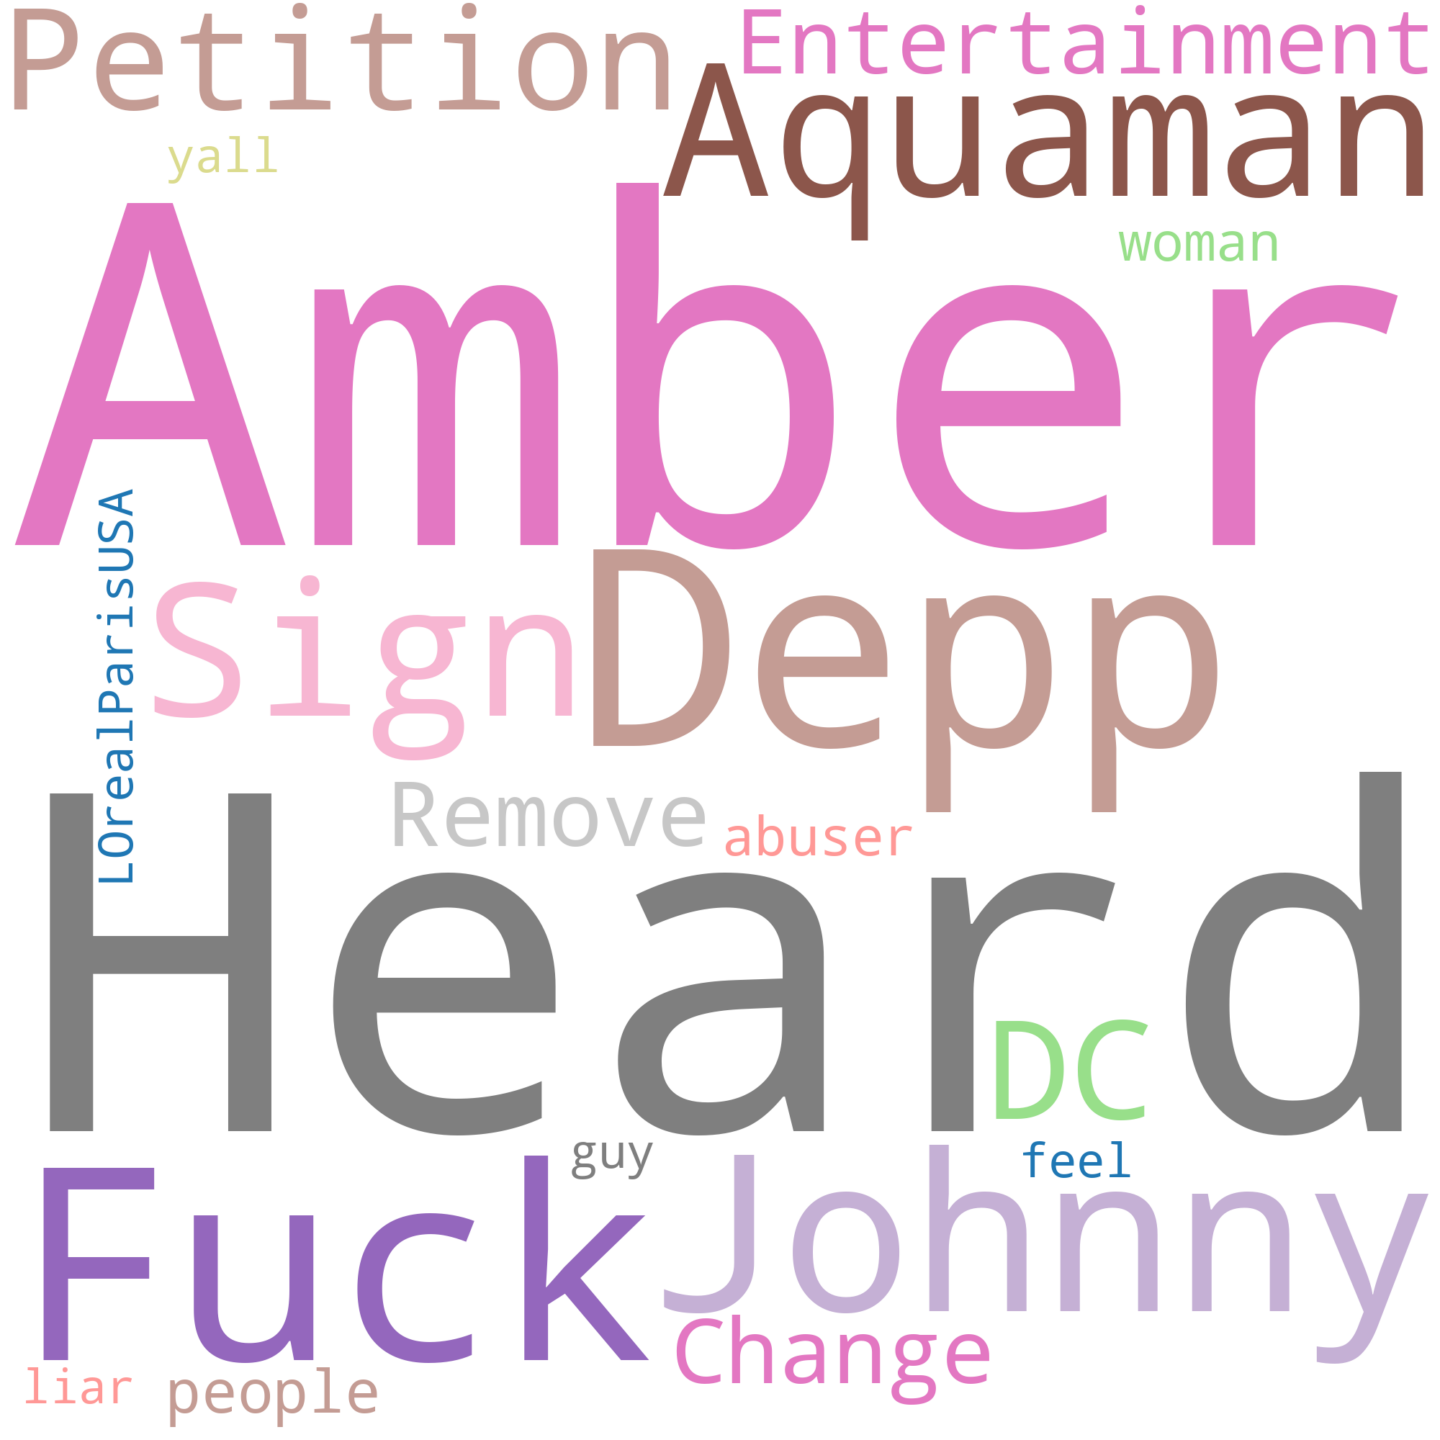 Petition
Entertainment
Aquaman
yall
woman
Amber
LOrealParisUSA
Sign
Depp
Remove
abuser
Heard
DC
guy
feel
Fuck
Johnny
Change
liar
people